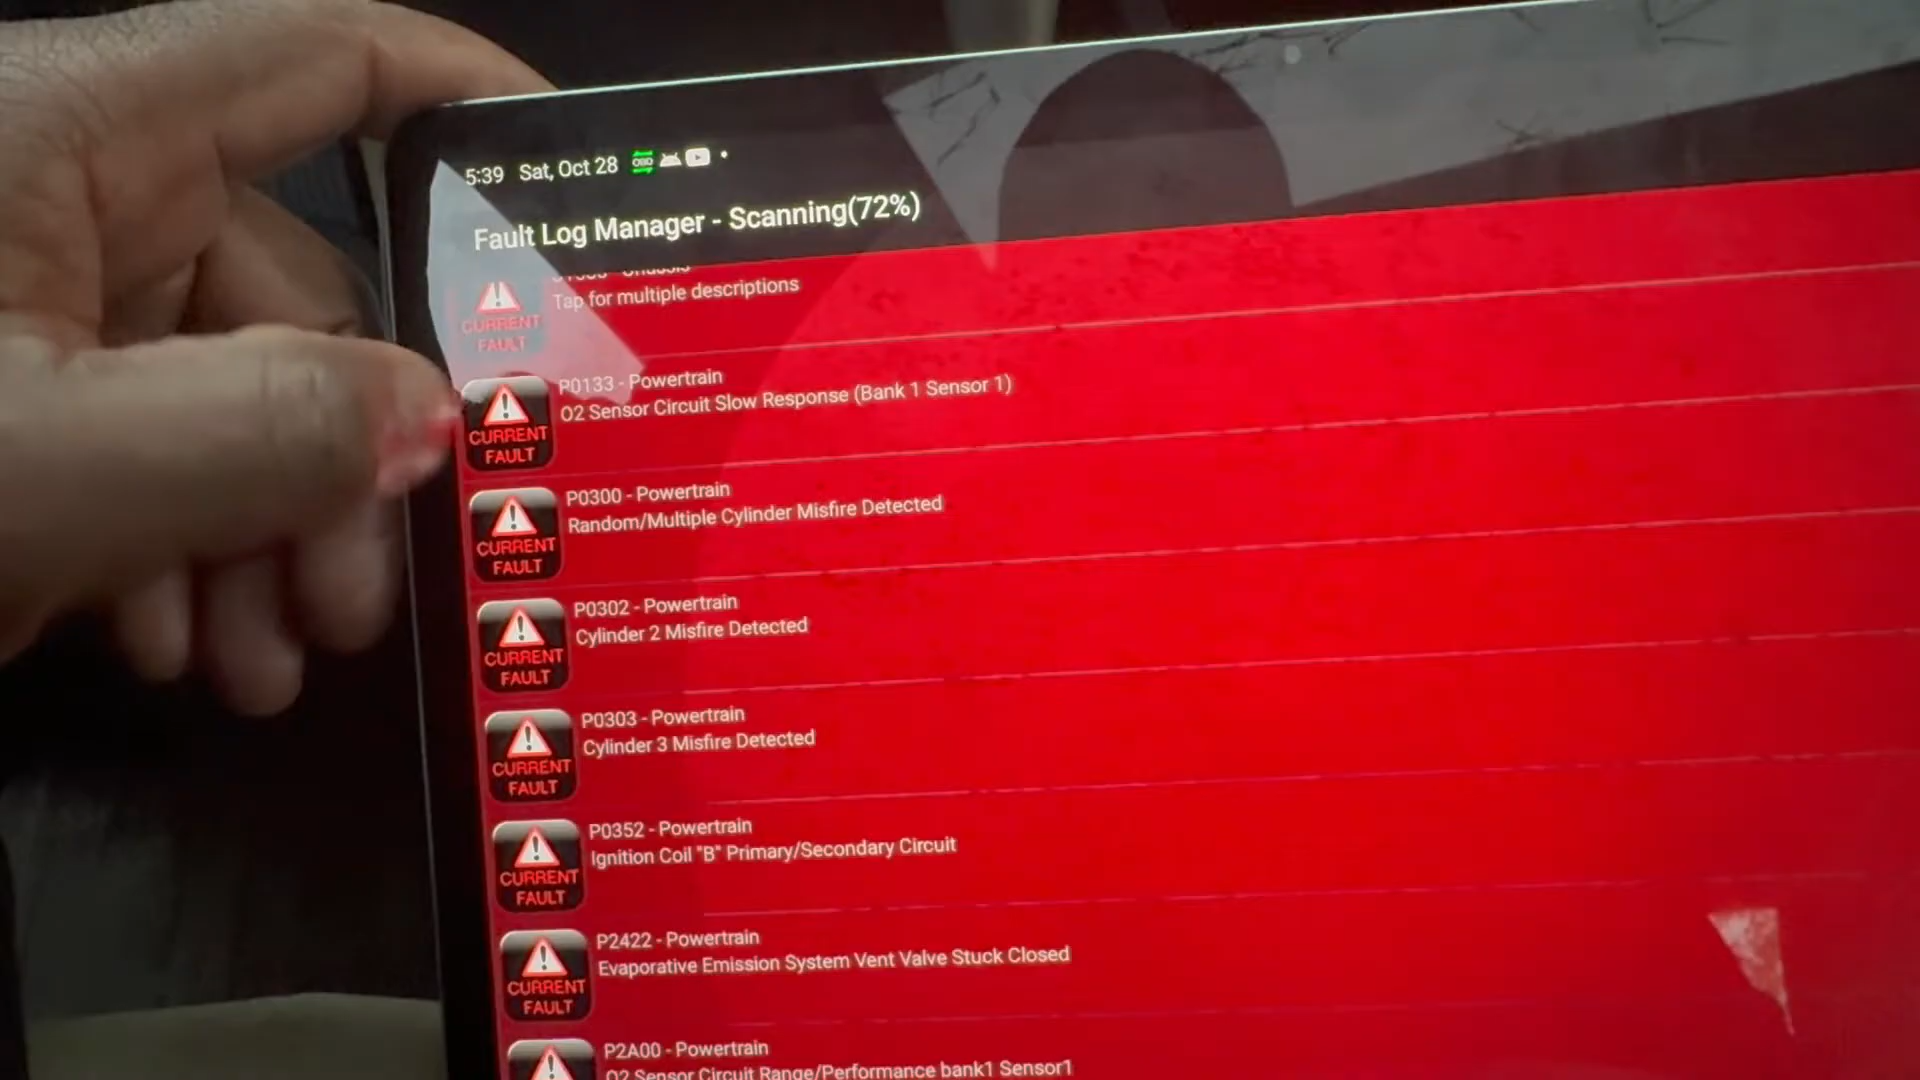 5:39 Sat, Oct 28 OBD
Fault Log Manager - Scanning(72%)
Tap for multiple descriptions
CURRENT
FAULT
P0133 - Powertrain
O2 Sensor Circuit Slow Response (Bank 1 Sensor 1)
CURRENT
FAULT
P0300 - Powertrain
Random/Multiple Cylinder Misfire Detected
CURRENT
FAULT
P0302 - Powertrain
Cylinder 2 Misfire Detected
CURRENT
FAULT
P0303 - Powertrain
Cylinder 3 Misfire Detected
CURRENT
FAULT
P0352 - Powertrain
Ignition Coil "B" Primary/Secondary Circuit
CURRENT
FAULT
P2422 - Powertrain
Evaporative Emission System Vent Valve Stuck Closed
CURRENT
FAULT
P2A00 - Powertrain
O2 Sensor Circuit Range/Performance bank1 Sensor1